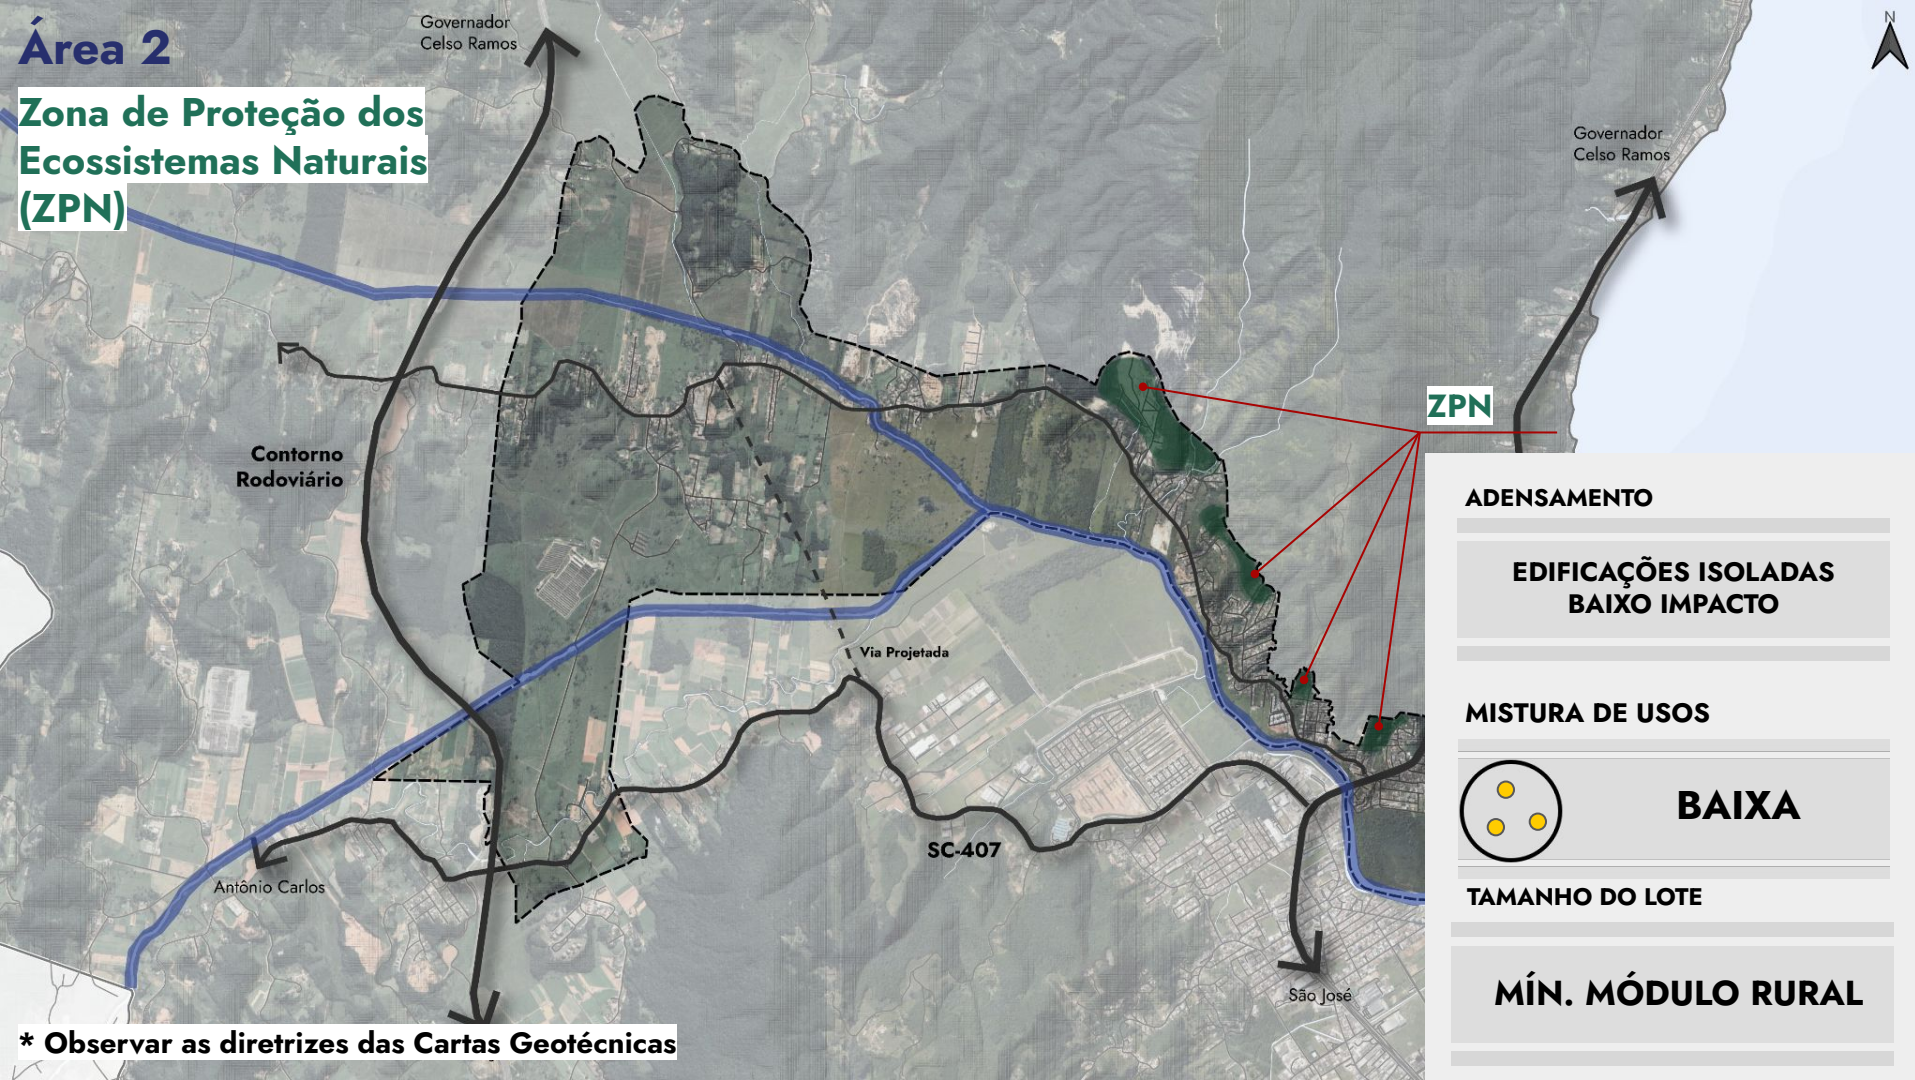 Área 2
Zona de Proteção dos
Ecossistemas Naturais
(ZPN)
Governador
Celso Ramos
N
Governador
Celso Ramos
ZPN
Contorno
Rodoviário
Via Projetada
SC-407
Antônio Carlos
São José
ADENSAMENTO
EDIFICAÇÕES ISOLADAS
BAIXO IMPACTO
MISTURA DE USOS
BAIXA
TAMANHO DO LOTE
MÍN. MÓDULO RURAL
* Observar as diretrizes das Cartas Geotécnicas